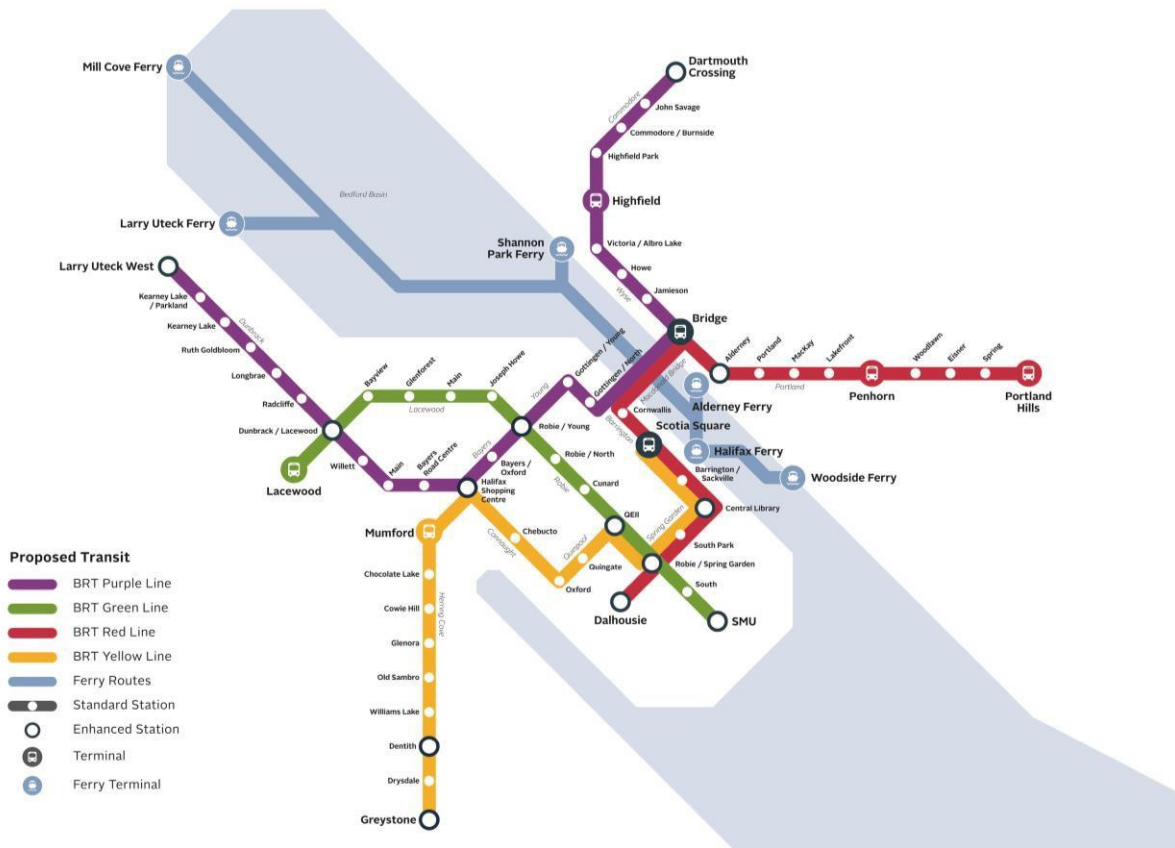 Mill Cove Ferry
Larry Uteck Ferry
Bedford Basin
Shannon
Park Ferry
Dartmouth
Crossing
Commodore
John Savage
Commodore / Burnside
Highfield Park
Highfield
Victoria / Albro Lake
Howe
Wyse
Jamieson
Bridge
Larry Uteck West
Kearney Lake
/ Parkland
Kearney Lake
Dunbrack
Ruth Goldbloom
Longbrae
Radcliffe
Dunbrack / Lacewood
Lacewood
Bayview
Glenforest
Main
Joseph Howe
Lacewood
Willett
Main
Bayers
Road Centre
Halifax
Shopping
Centre
Bayers
Bayers /
Oxford
Robie / Young
Young
Gottingen / Young
Gottingen / North
Macdonald Bridge
Alderney
Portland
MacKay
Lakefront
Portland
Penhorn
Woodlawn
Eisner
Spring
Portland
Hills
Cornwallis
Barrington
Alderney Ferry
Scotia Square
Halifax Ferry
Woodside Ferry
Barrington /
Sackville
Central Library
Spring Garden
South Park
Robie / North
Robie
Cunard
QEII
Robie / Spring Garden
South
SMU
Dalhousie
Mumford
Chebucto
Connaught
Quinpool
Quingate
Oxford
Chocolate Lake
Cowie Hill
Herring Cove
Glenora
Old Sambro
Williams Lake
Dentith
Drysdale
Greystone
Proposed Transit
BRT Purple Line
BRT Green Line
BRT Red Line
BRT Yellow Line
Ferry Routes
Standard Station
Enhanced Station
Terminal
Ferry Terminal